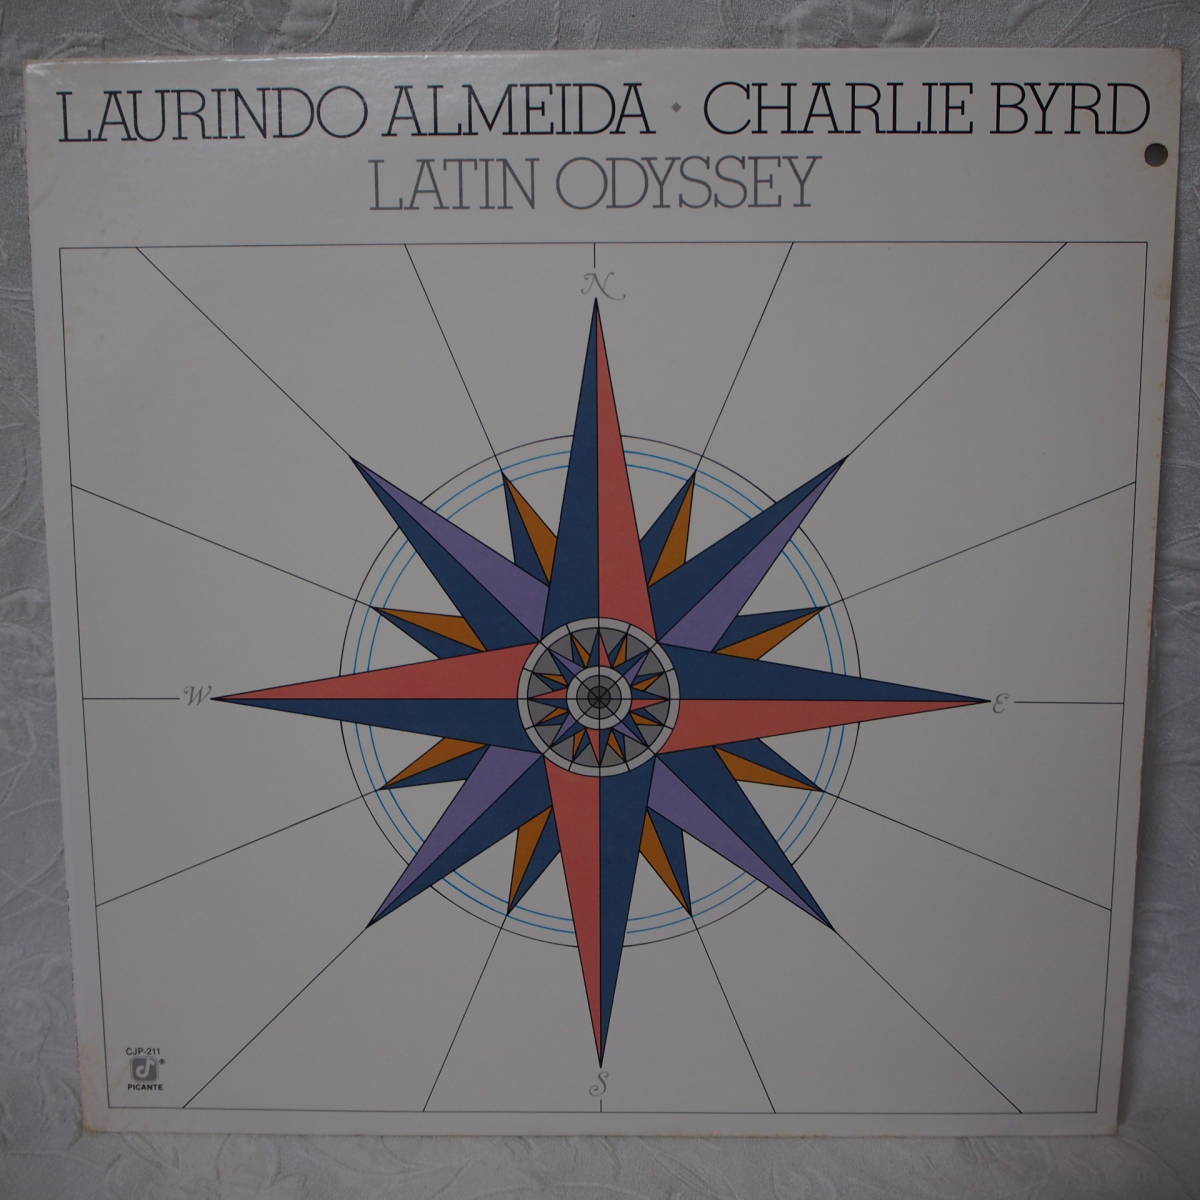 LAURINDO ALMEIDA · CHARLIE BYRD
LATIN ODYSSEY
N
W
E
S
CJP-211
®
PICANTE